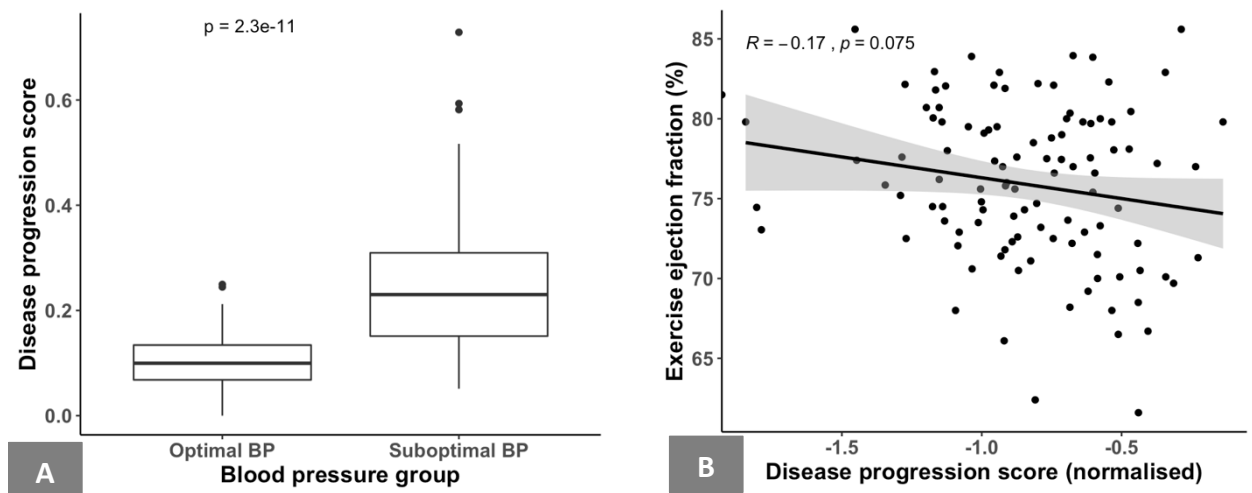 p = 2.3e-11
Disease progression score
0.6
0.4
0.2
0.0
Optimal BP
Suboptimal BP
Blood pressure group
A
R = −0.17 , p = 0.075
Exercise ejection fraction (%)
85
80
75
70
65
-1.5
-1.0
-0.5
Disease progression score (normalised)
B